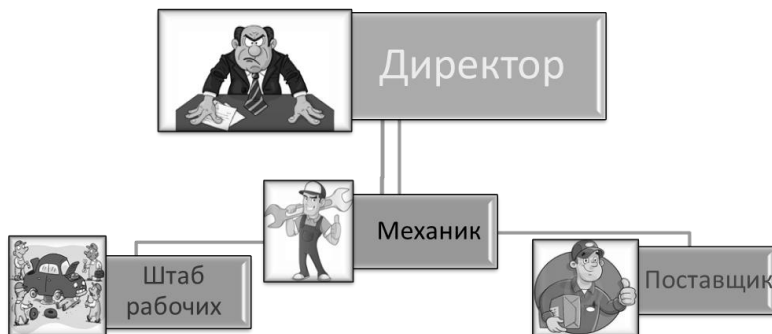 Директор
Механик
Штаб
рабочих
Поставщик